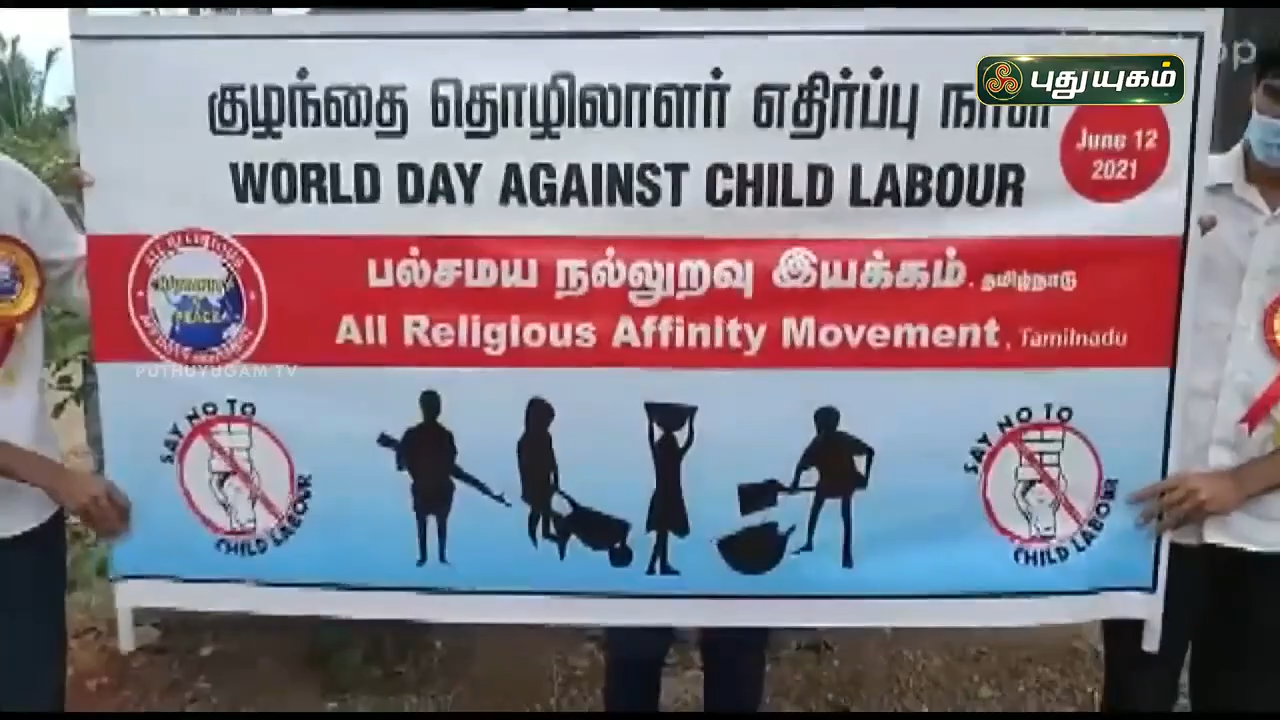 புதுயுகம்
குழந்தை தொழிலாளர் எதிர்ப்பு நாள்
June 12
2021
WORLD DAY AGAINST CHILD LABOUR
பல்சமய நல்லுறவு இயக்கம், தமிழ்நாடு
All Religious Affinity Movement, Tamilnadu
PEACE
PUTHUYUGAM TV
SAY NO TO
CHILD LABOUR
SAY NO TO
CHILD LABOUR